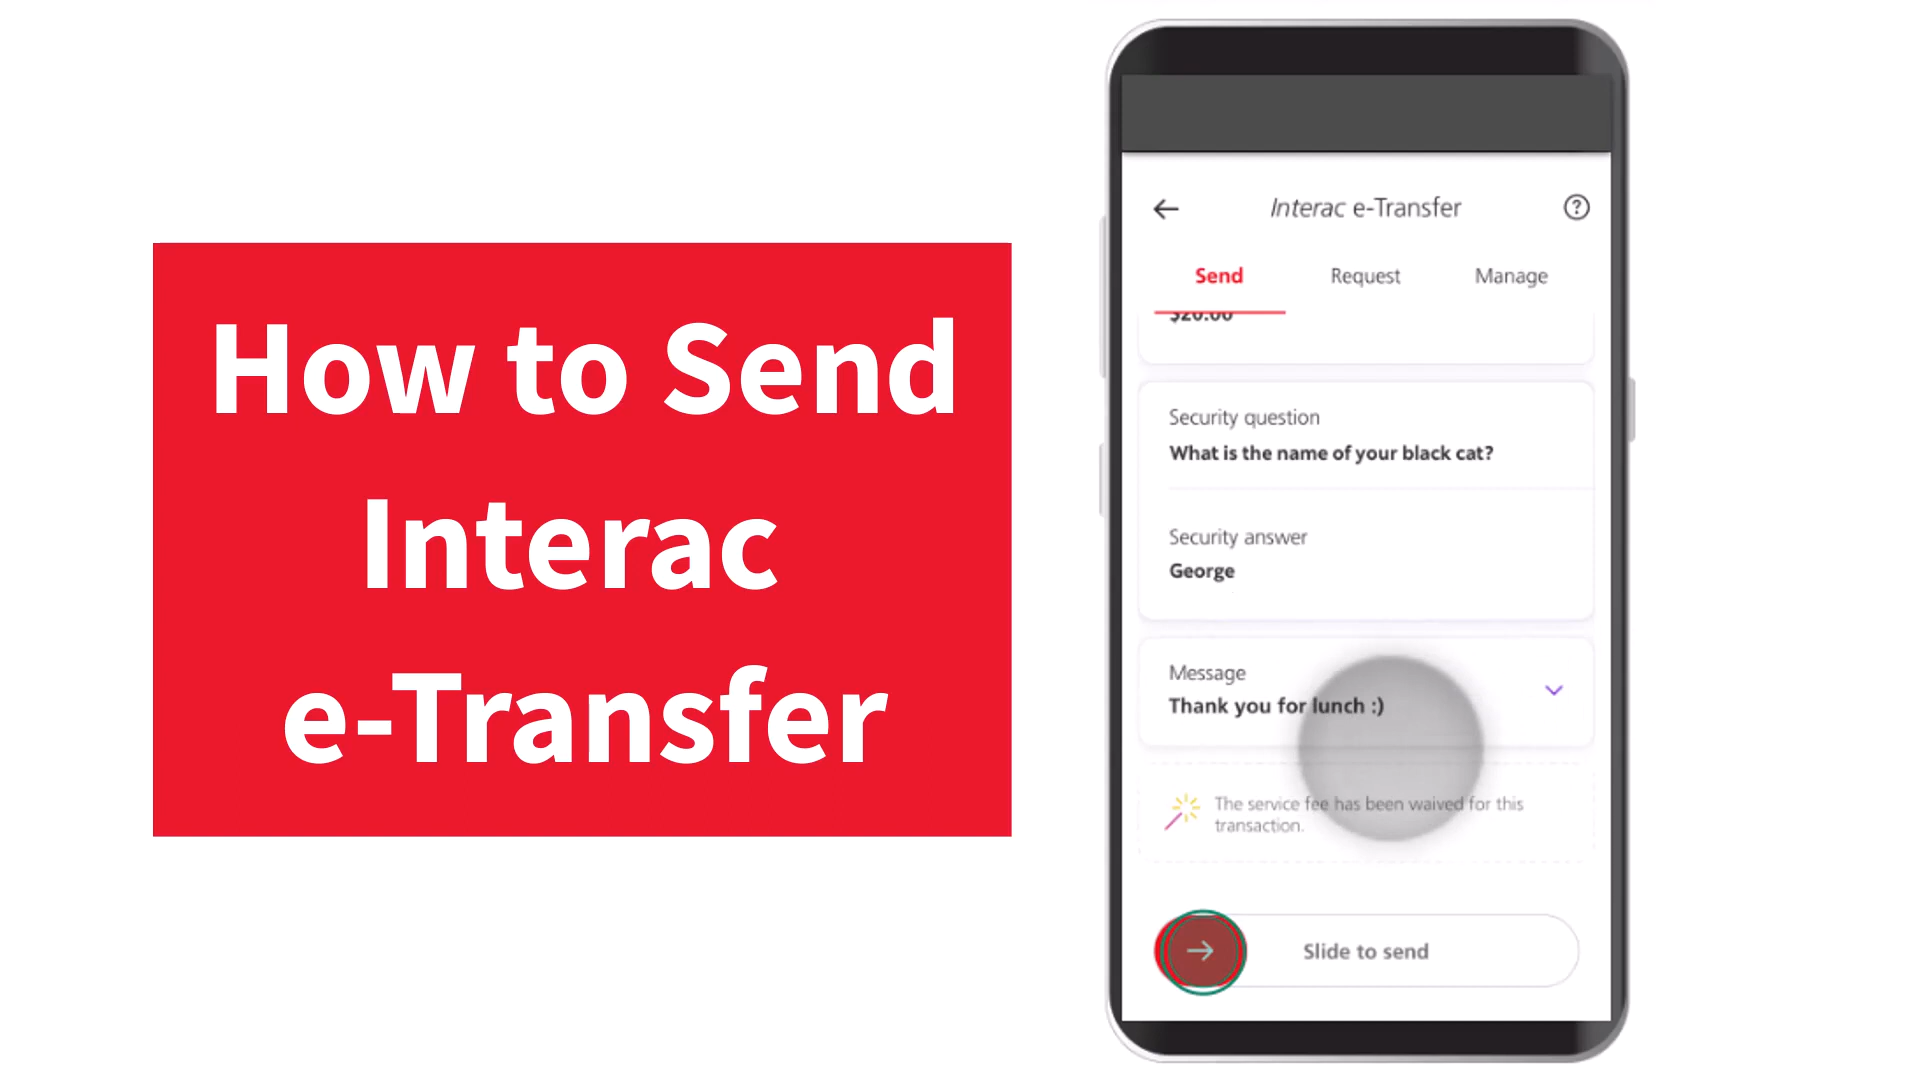 How to Send
Interac
e-Transfer
Interac e-Transfer
Send Request Manage
$20.00
Security question
What is the name of your black cat?
Security answer
George
Message
Thank you for lunch :)
The service fee has been waived for this
transaction.
Slide to send